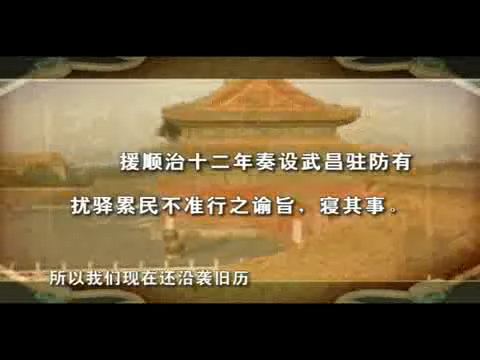 援顺治十二年奏设武昌驻防有
扰驿累民不准行之谕旨，寝其事。
所以我们现在还沿袭旧历